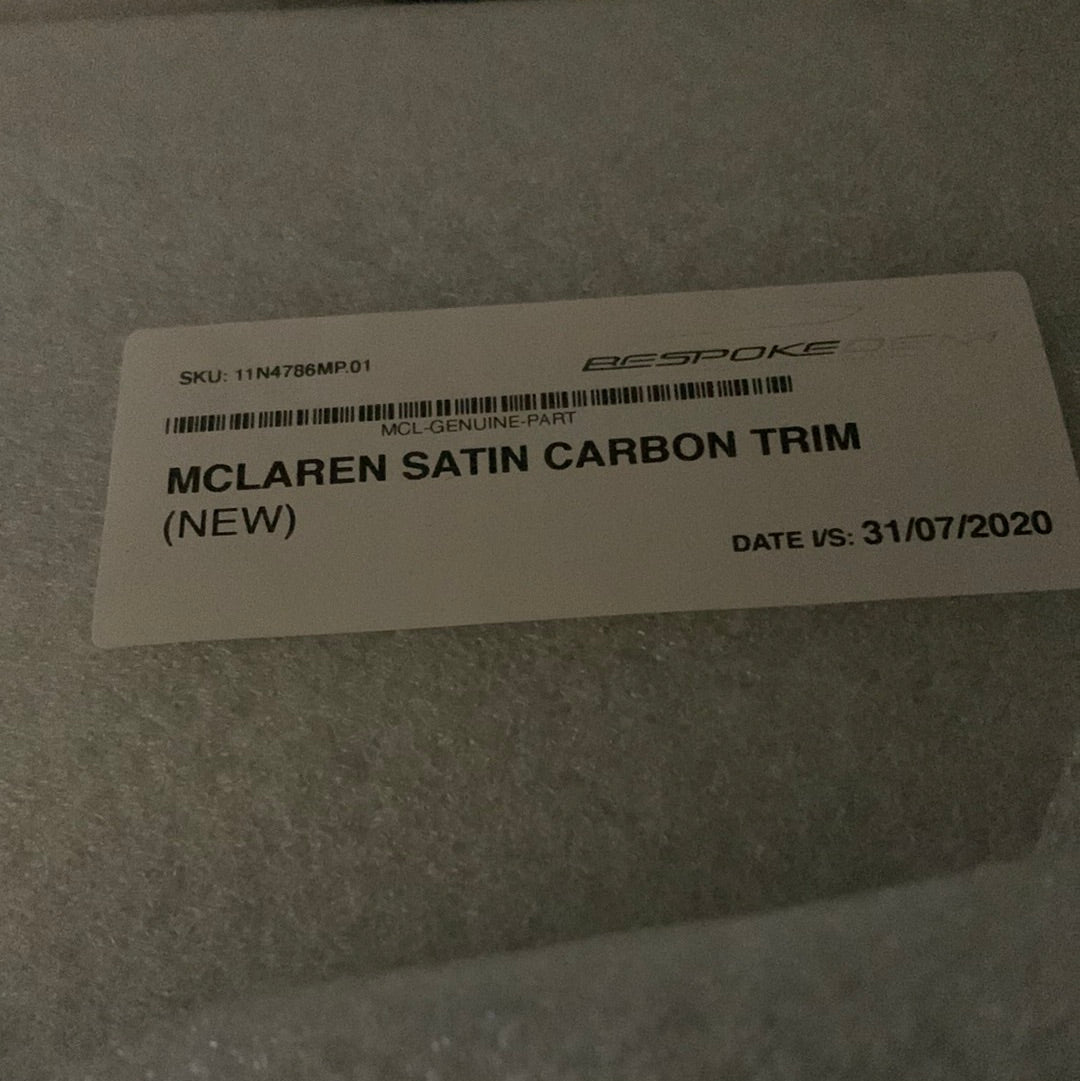 SKU: 11N4786MP.01
BESPOKE
MCL-GENUINE-PART
MCLAREN SATIN CARBON TRIM
(NEW)
DATE I/S: 31/07/2020